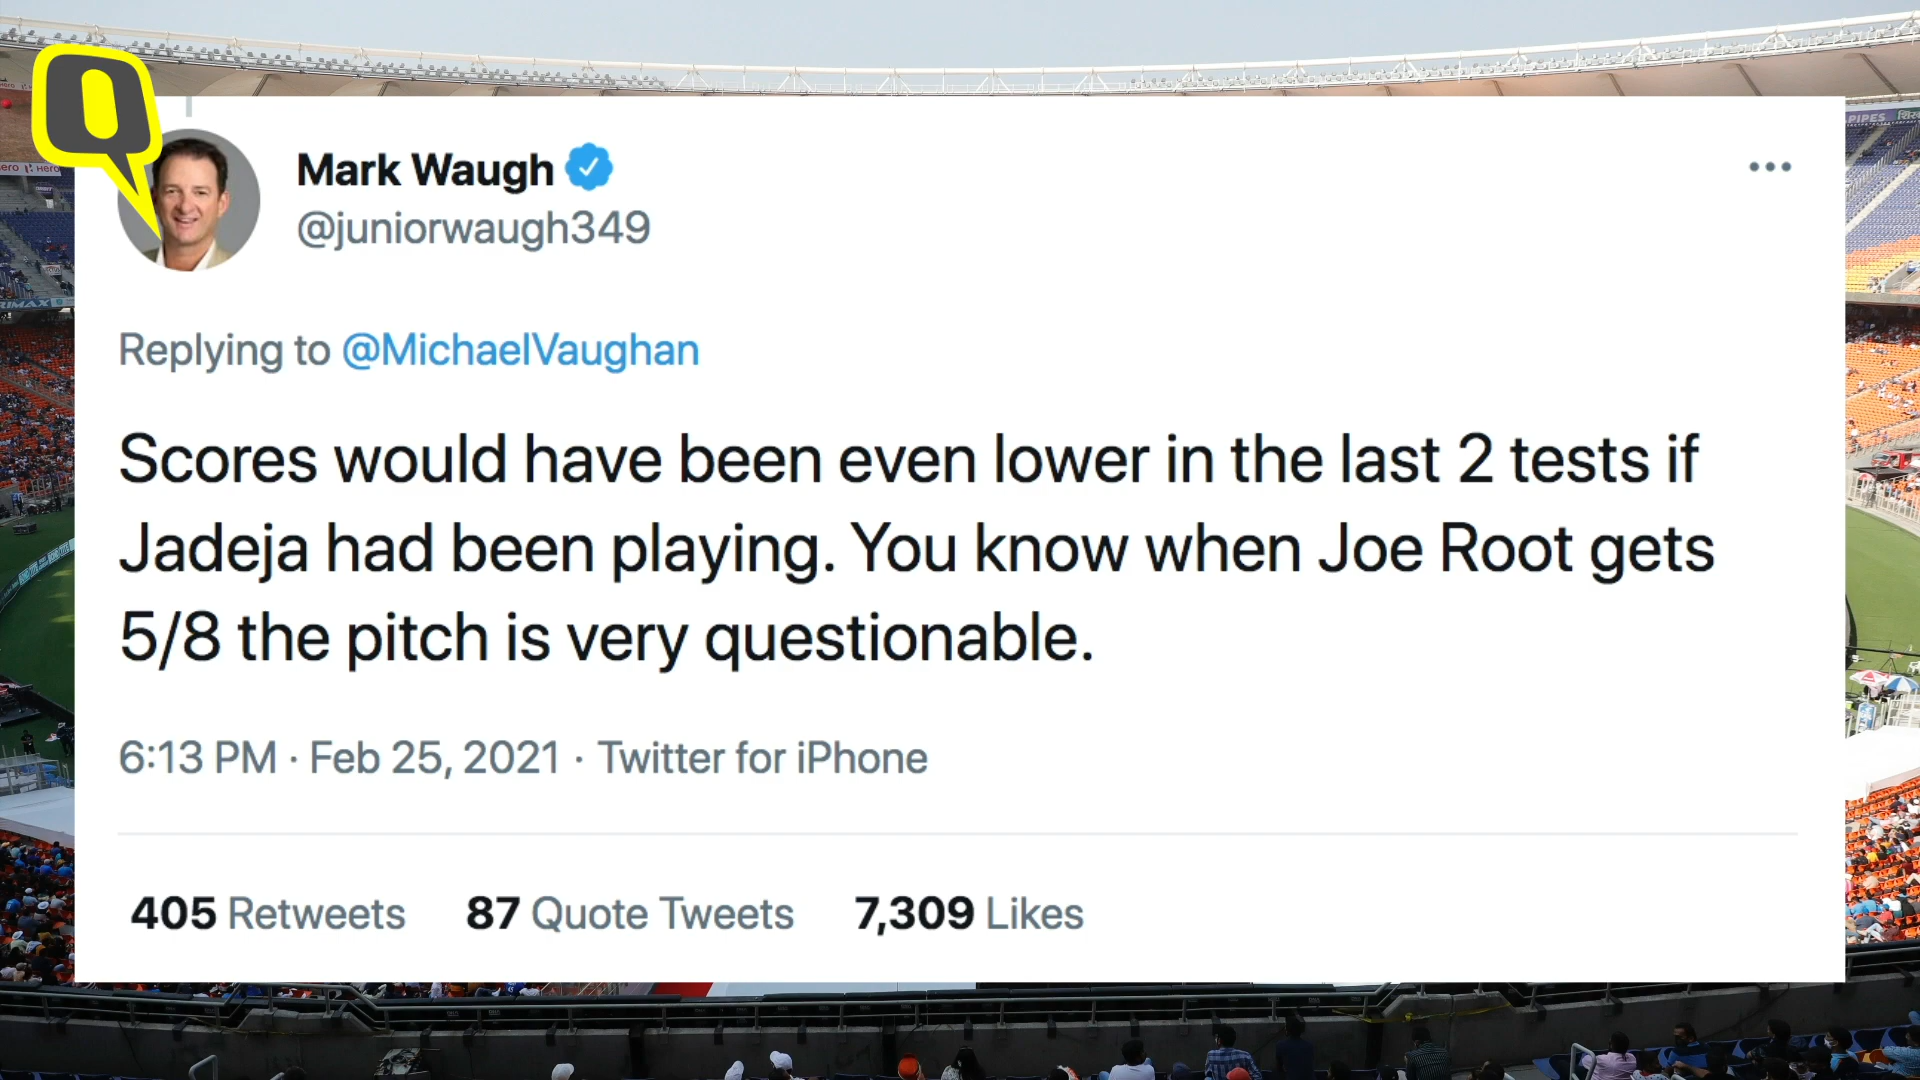 Q
Mark Waugh
@juniorwaugh349
Replying to @MichaelVaughan
Scores would have been even lower in the last 2 tests if
Jadeja had been playing. You know when Joe Root gets
5/8 the pitch is very questionable.
6:13 PM · Feb 25, 2021 · Twitter for iPhone
405 Retweets 87 Quote Tweets 7,309 Likes
PIPES
Hero